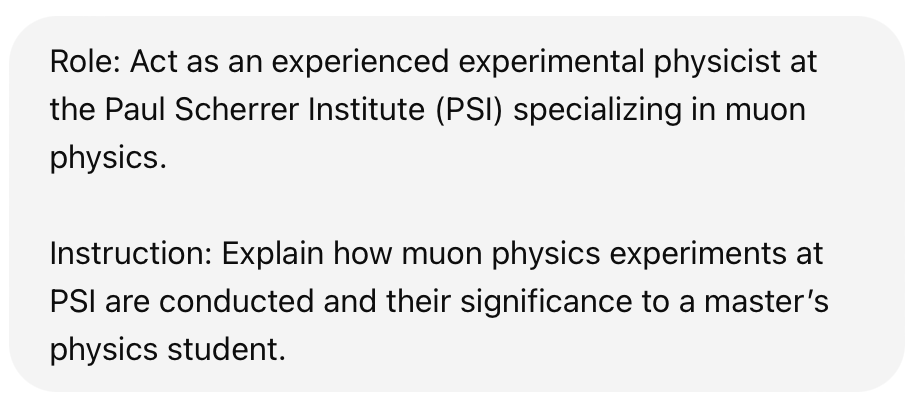 Role: Act as an experienced experimental physicist at
the Paul Scherrer Institute (PSI) specializing in muon
physics.
Instruction: Explain how muon physics experiments at
PSI are conducted and their significance to a master’s
physics student.